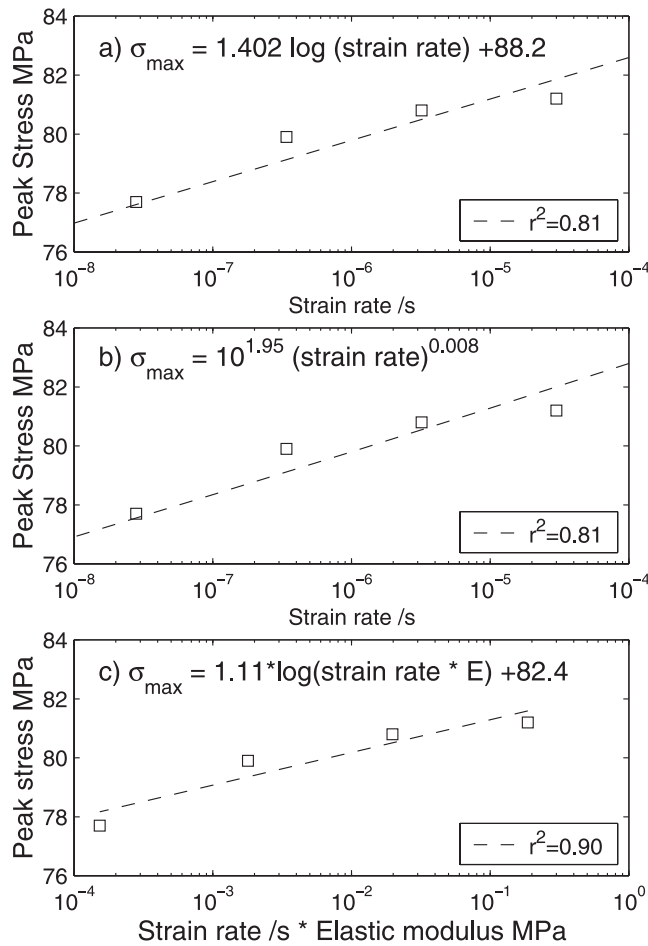 Peak Stress MPa
84
82
80
78
76
a) σmax = 1.402 log (strain rate) +88.2
r²=0.81
10⁻⁸ 10⁻⁷ 10⁻⁶ 10⁻⁵ 10⁻⁴
Strain rate /s
Peak Stress MPa
84
82
80
78
76
b) σmax = 10^1.95 (strain rate)^0.008
r²=0.81
10⁻⁸ 10⁻⁷ 10⁻⁶ 10⁻⁵ 10⁻⁴
Strain rate /s
Peak stress MPa
84
82
80
78
76
c) σmax = 1.11*log(strain rate * E) +82.4
r²=0.90
10⁻⁴ 10⁻³ 10⁻² 10⁻¹ 10⁰
Strain rate /s * Elastic modulus MPa